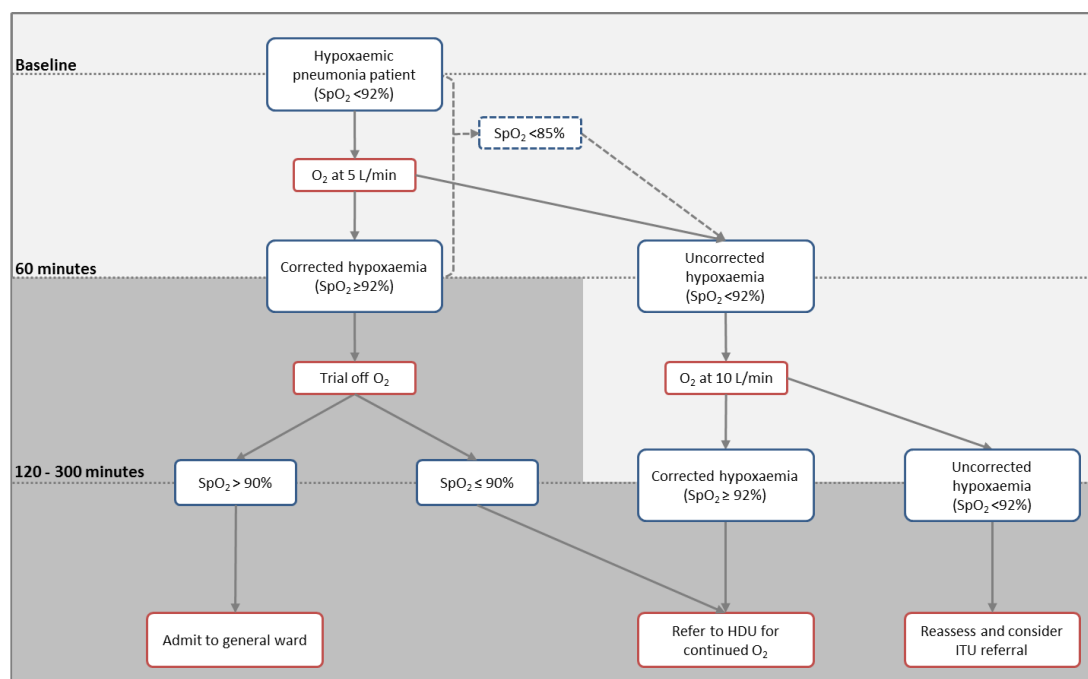 Baseline
Hypoxaemic
pneumonia patient
(SpO₂ <92%)
SpO₂ <85%
O₂ at 5 L/min
60 minutes
Corrected hypoxaemia
(SpO₂ ≥92%)
Uncorrected
hypoxaemia
(SpO₂ <92%)
Trial off O₂
O₂ at 10 L/min
120 - 300 minutes
SpO₂ > 90%
SpO₂ ≤ 90%
Corrected hypoxaemia
(SpO₂ ≥ 92%)
Uncorrected
hypoxaemia
(SpO₂ <92%)
Admit to general ward
Refer to HDU for
continued O₂
Reassess and consider
ITU referral